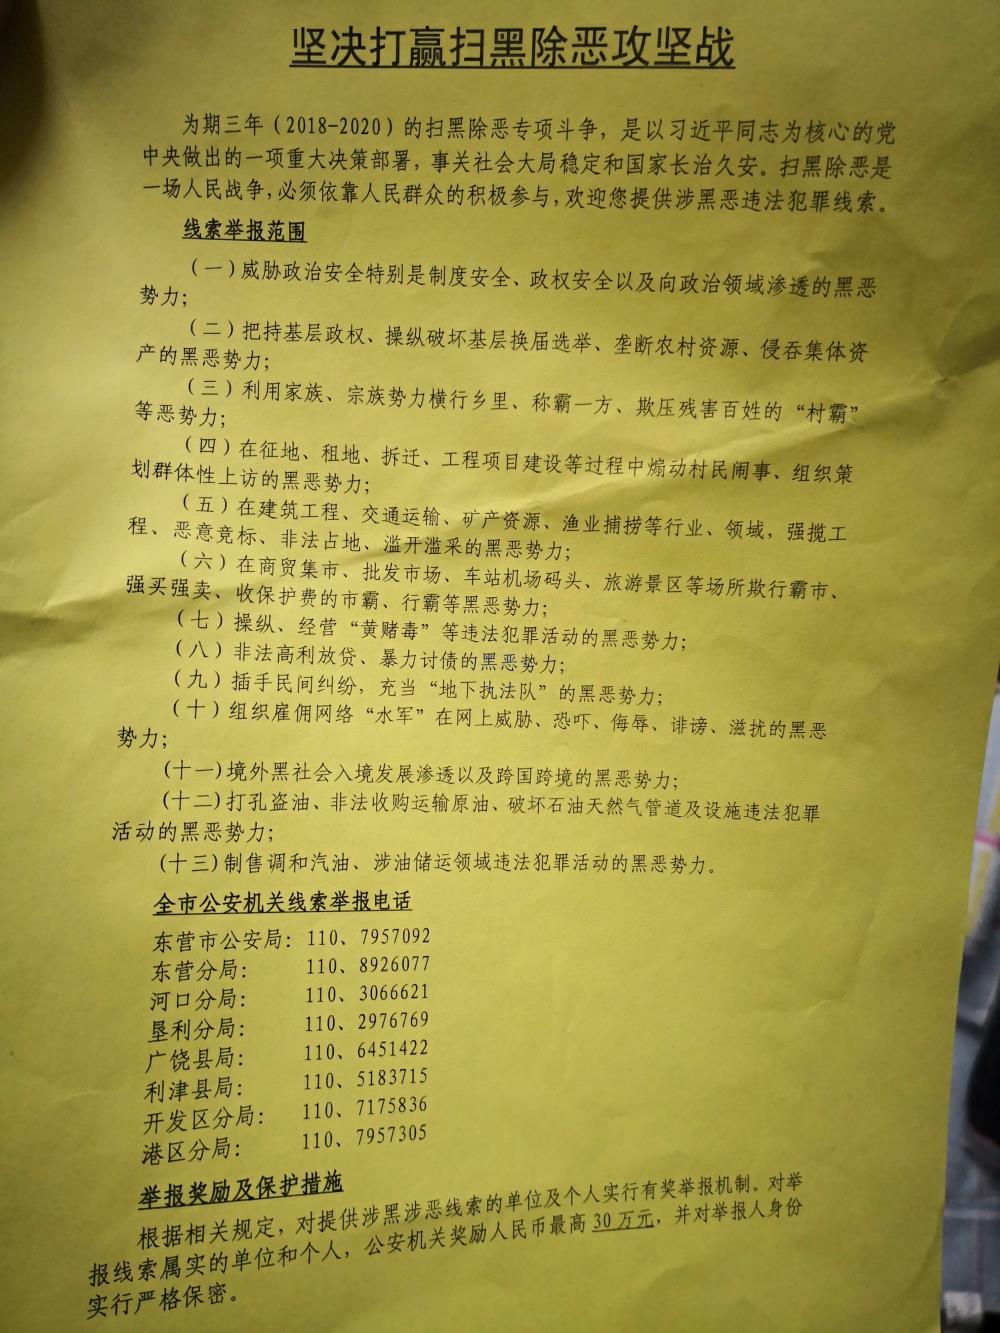 坚决打赢扫黑除恶攻坚战
为期三年（2018-2020）的扫黑除恶专项斗争，是以习近平同志为核心的党
中央做出的一项重大决策部署，事关社会大局稳定和国家长治久安。扫黑除恶是
一场人民战争，必须依靠人民群众的积极参与，欢迎您提供涉黑恶违法犯罪线索。
线索举报范围
（一）威胁政治安全特别是制度安全、政权安全以及向政治领域渗透的黑恶
势力；
（二）把持基层政权、操纵破坏基层换届选举、垄断农村资源、侵吞集体资
产的黑恶势力；
（三）利用家族、宗族势力横行乡里、称霸一方、欺压残害百姓的“村霸”
等恶势力；
（四）在征地、租地、拆迁、工程项目建设等过程中煽动村民闹事、组织策
划群体性上访的黑恶势力；
（五）在建筑工程、交通运输、矿产资源、渔业捕捞等行业、领域，强揽工
程、恶意竞标、非法占地、滥开滥采的黑恶势力；
（六）在商贸集市、批发市场、车站机场码头、旅游景区等场所欺行霸市、
强买强卖、收保护费的市霸、行霸等黑恶势力；
（七）操纵、经营“黄赌毒”等违法犯罪活动的黑恶势力；
（八）非法高利放贷、暴力讨债的黑恶势力；
（九）插手民间纠纷，充当“地下执法队”的黑恶势力；
（十）组织雇佣网络“水军”在网上威胁、恐吓、侮辱、诽谤、滋扰的黑恶
势力；
(十一)境外黑社会入境发展渗透以及跨国跨境的黑恶势力；
(十二)打孔盗油、非法收购运输原油、破坏石油天然气管道及设施违法犯罪
活动的黑恶势力；
(十三)制售调和汽油、涉油储运领域违法犯罪活动的黑恶势力。
全市公安机关线索举报电话
东营市公安局：110、7957092
东营分局： 110、8926077
河口分局： 110、3066621
垦利分局： 110、2976769
广饶县局： 110、6451422
利津县局： 110、5183715
开发区分局： 110、7175836
港区分局： 110、7957305
举报奖励及保护措施
根据相关规定，对提供涉黑涉恶线索的单位及个人实行有奖举报机制。对举
报线索属实的单位和个人，公安机关奖励人民币最高 30万元，并对举报人身份
实行严格保密。